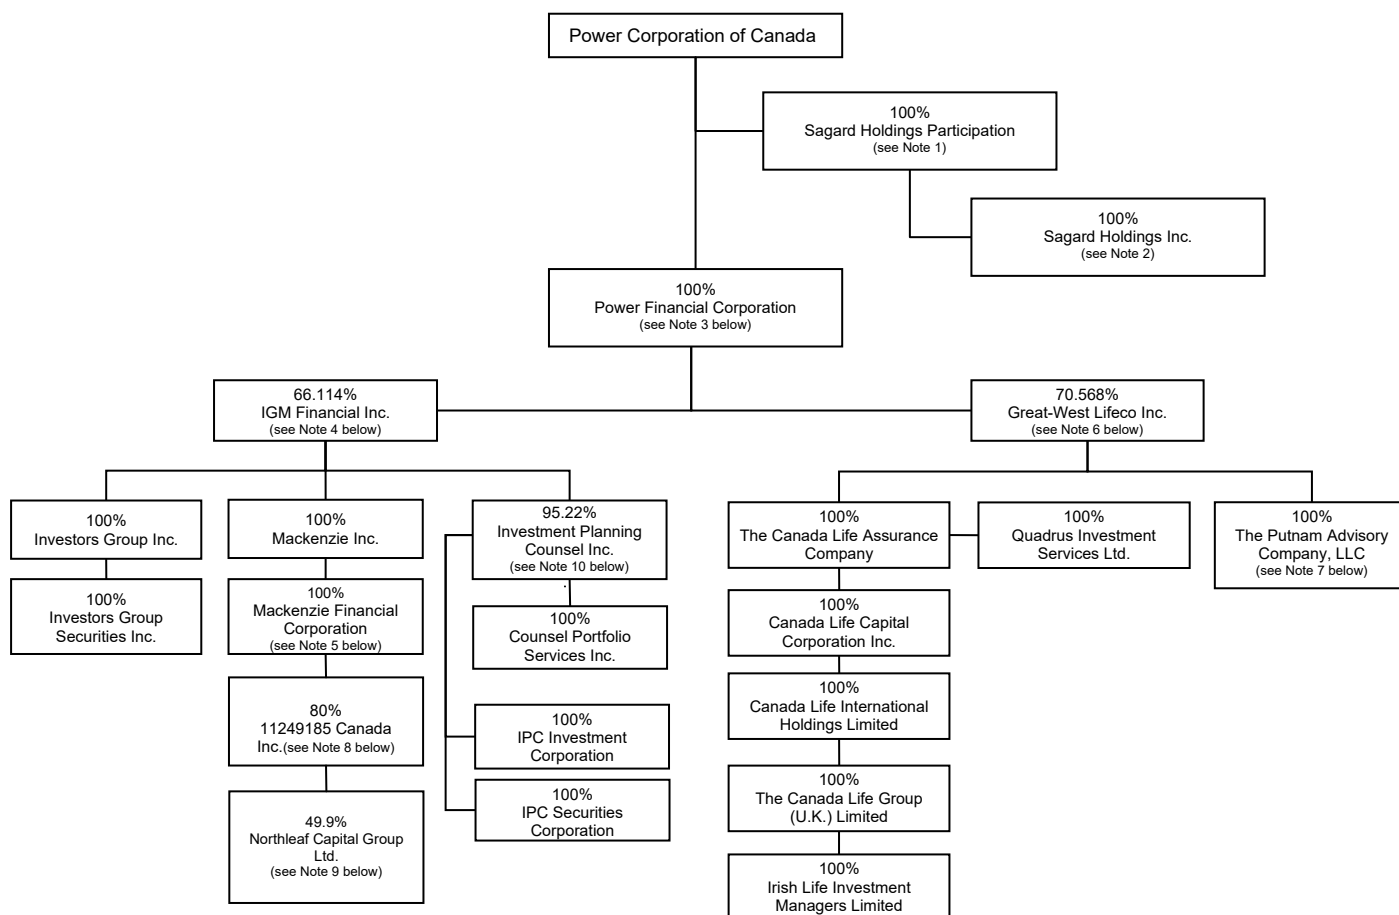 Power Corporation of Canada
100%
Sagard Holdings Participation
(see Note 1)
100%
Sagard Holdings Inc.
(see Note 2)
100%
Power Financial Corporation
(see Note 3 below)
66.114%
IGM Financial Inc.
(see Note 4 below)
70.568%
Great-West Lifeco Inc.
(see Note 6 below)
100%
Investors Group Inc.
100%
Investors Group
Securities Inc.
100%
Mackenzie Inc.
100%
Mackenzie Financial
Corporation
(see Note 5 below)
80%
11249185 Canada
Inc.(see Note 8 below)
49.9%
Northleaf Capital Group
Ltd.
(see Note 9 below)
95.22%
Investment Planning
Counsel Inc.
(see Note 10 below)
.
100%
Counsel Portfolio
Services Inc.
100%
IPC Investment
Corporation
100%
IPC Securities
Corporation
100%
The Canada Life Assurance
Company
100%
Quadrus Investment
Services Ltd.
100%
The Putnam Advisory
Company, LLC
(see Note 7 below)
100%
Canada Life Capital
Corporation Inc.
100%
Canada Life International
Holdings Limited
100%
The Canada Life Group
(U.K.) Limited
100%
Irish Life Investment
Managers Limited